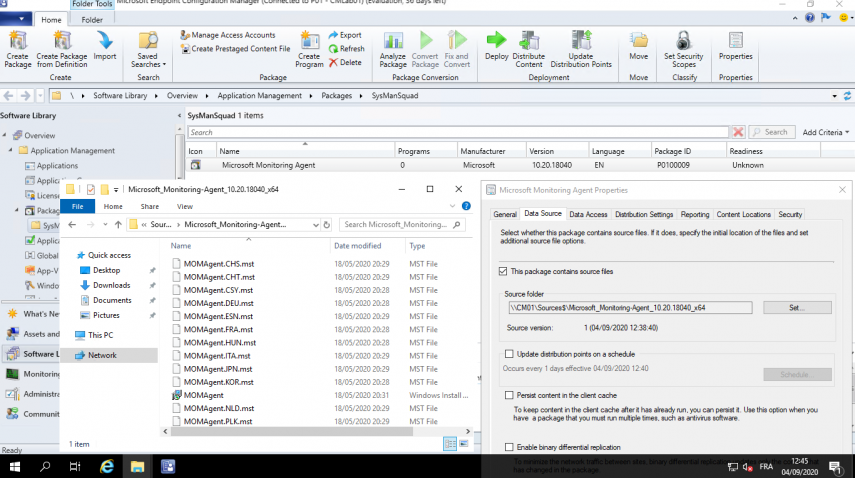 Folder Tools
Microsoft Endpoint Configuration Manager (Connected to P01 - CMLab01) (Evaluation, 56 days left)
Home
Folder
Create Package
Create Package from Definition
Import
Create
Saved Searches
Search
Manage Access Accounts
Create Prestaged Content File
Create Program
Export
Refresh
Delete
Package
Analyze Package
Convert Package
Fix and Convert
Package Conversion
Deploy
Distribute Content
Update Distribution Points
Deployment
Move
Move
Set Security Scopes
Classify
Properties
Properties
\ Software Library Overview Application Management Packages SysManSquad
Software Library
Overview
Application Management
Applications
License
Packag
SysM
Applic
Global
App-V
Windo
What's Ne
Assets and
Software L
Monitoring
Administra
Communit
Ready
SysManSquad 1 items
Search
Search
Add Criteria
Icon Name Programs Manufacturer Version Language Package ID Readiness
Microsoft Monitoring Agent 0 Microsoft 10.20.18040 EN P0100009 Unknown
Microsoft_Monitoring-Agent_10.20.18040_x64
File Home Share View
« Sour... Microsoft_Monitoring-Agent...
Search Microsoft_Monitoring...
Quick access
Desktop
Downloads
Documents
Pictures
This PC
Network
Name Date modified Type
MOMAgent.CHS.mst 18/05/2020 20:29 MST File
MOMAgent.CHT.mst 18/05/2020 20:29 MST File
MOMAgent.CSY.mst 18/05/2020 20:28 MST File
MOMAgent.DEU.mst 18/05/2020 20:28 MST File
MOMAgent.ESN.mst 18/05/2020 20:29 MST File
MOMAgent.FRA.mst 18/05/2020 20:28 MST File
MOMAgent.HUN.mst 18/05/2020 20:29 MST File
MOMAgent.ITA.mst 18/05/2020 20:29 MST File
MOMAgent.JPN.mst 18/05/2020 20:29 MST File
MOMAgent.KOR.mst 18/05/2020 20:28 MST File
MOMAgent 18/05/2020 20:31 Windows Install...
MOMAgent.NLD.mst 18/05/2020 20:29 MST File
MOMAgent.PLK.mst 18/05/2020 20:29 MST File
1 item
Microsoft Monitoring Agent Properties
General Data Source Data Access Distribution Settings Reporting Content Locations Security
Select whether this package contains source files. If it does, specify the initial location of the files and set
additional source file options.
This package contains source files
Source folder
\\CM01\Sources$\Microsoft_Monitoring-Agent_10.20.18040_x64
Set...
Source version: 1 (04/09/2020 12:38:40)
Update distribution points on a schedule
Occurs every 1 days effective 04/09/2020 12:40
Schedule...
Persist content in the client cache
To keep content in the client cache after it has already run, you can persist it. Use this option when you
have a package that you must run multiple times, such as antivirus software.
Enable binary differential replication
To minimize the network traffic between sites, binary differential replication
has changed in the package.
FRA
12:45
04/09/2020
1